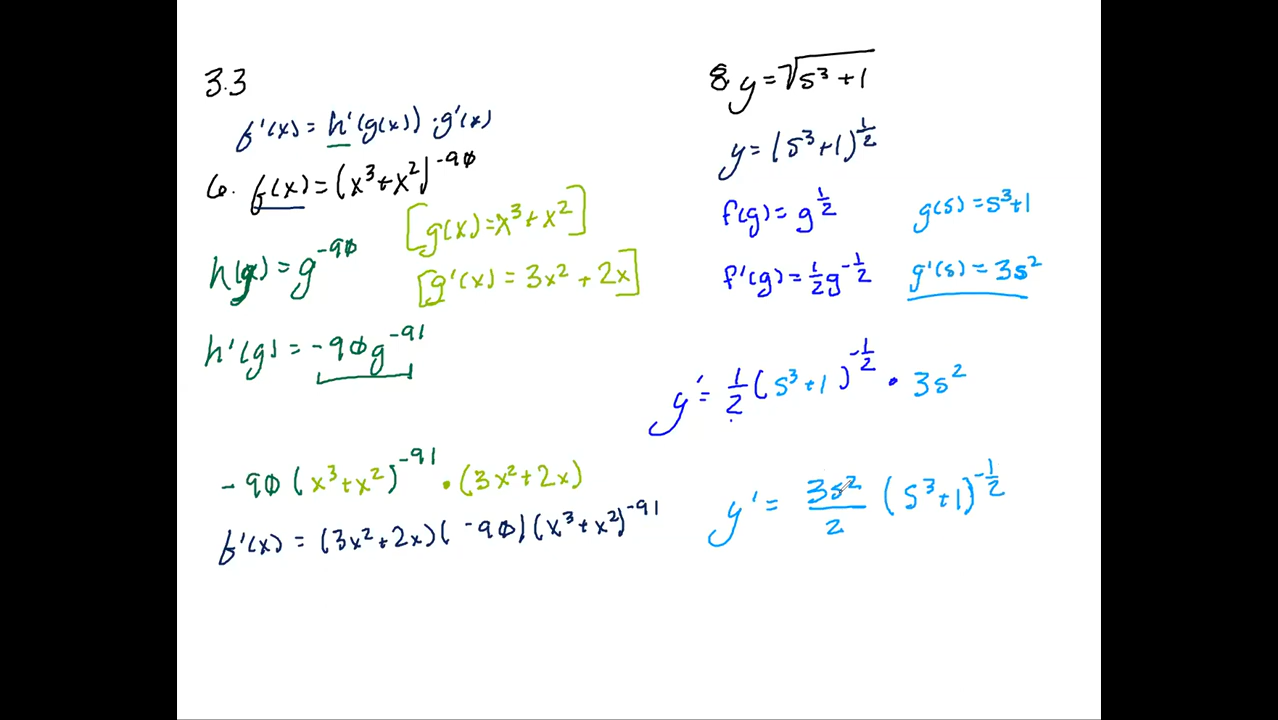 3.3
f'(x) = h'(g(x)) · g'(x)
6. f(x) = (x³+x²)^-90
[g(x) = x³ + x²]
[g'(x) = 3x² + 2x]
h(g) = g^-90
h'(g) = -90g^-91
-90(x³+x²)^-91 · (3x²+2x)
f'(x) = (3x²+2x)(-90)(x³+x²)^-91
8. y = √(s³+1)
y = (s³+1)^½
f(g) = g^½
g(s) = s³+1
f'(g) = ½g^-½
g'(s) = 3s²
y' = ½(s³+1)^-½ · 3s²
y' = 3s²/2 (s³+1)^-½